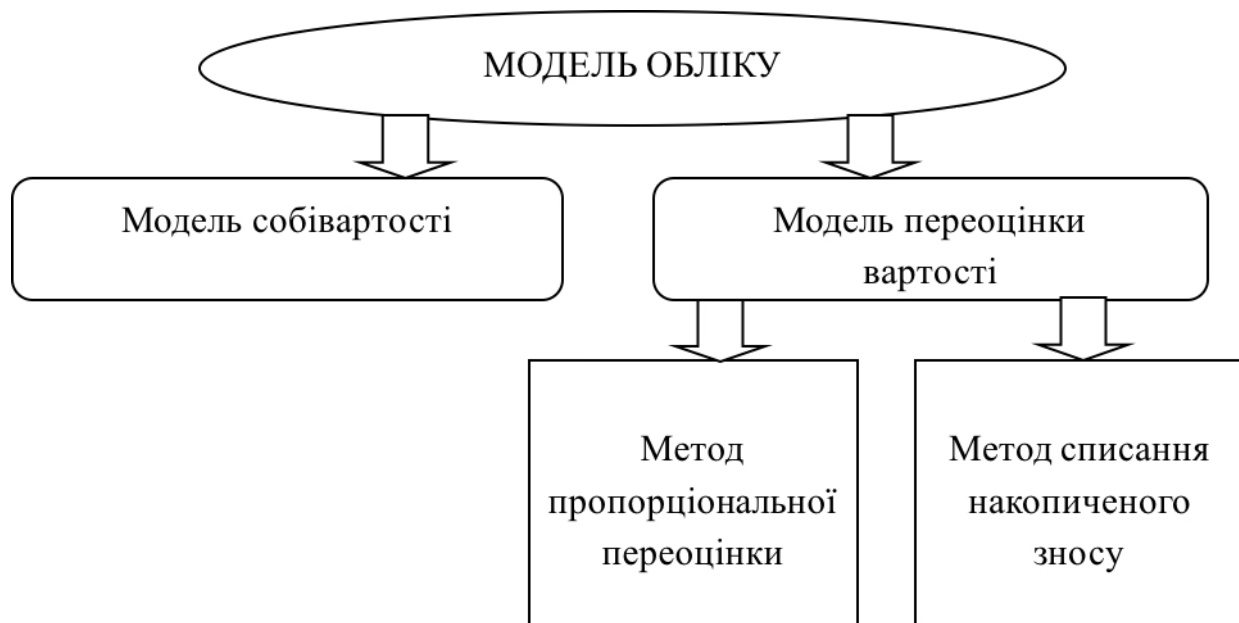 МОДЕЛЬ ОБЛІКУ
Модель собівартості
Модель переоцінки
вартості
Метод
пропорціональної
переоцінки
Метод списання
накопиченого
зносу